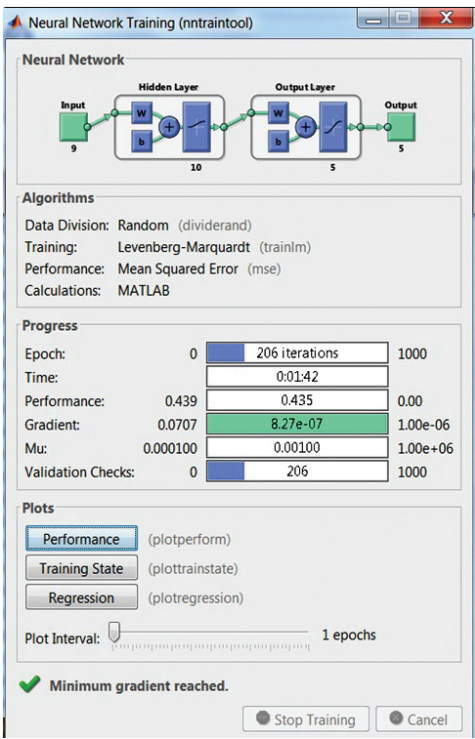 Neural Network Training (nntraintool)
Neural Network
Hidden Layer
Output Layer
Input
Output
W
b
+
W
b
+
9
10
5
5
Algorithms
Data Division: Random (dividerand)
Training: Levenberg-Marquardt (trainlm)
Performance: Mean Squared Error (mse)
Calculations: MATLAB
Progress
Epoch: 0 206 iterations 1000
Time: 0:01:42
Performance: 0.439 0.435 0.00
Gradient: 0.0707 8.27e-07 1.00e-06
Mu: 0.000100 0.00100 1.00e+06
Validation Checks: 0 206 1000
Plots
Performance (plotperform)
Training State (plottrainstate)
Regression (plotregression)
Plot Interval: 1 epochs
Minimum gradient reached.
Stop Training Cancel